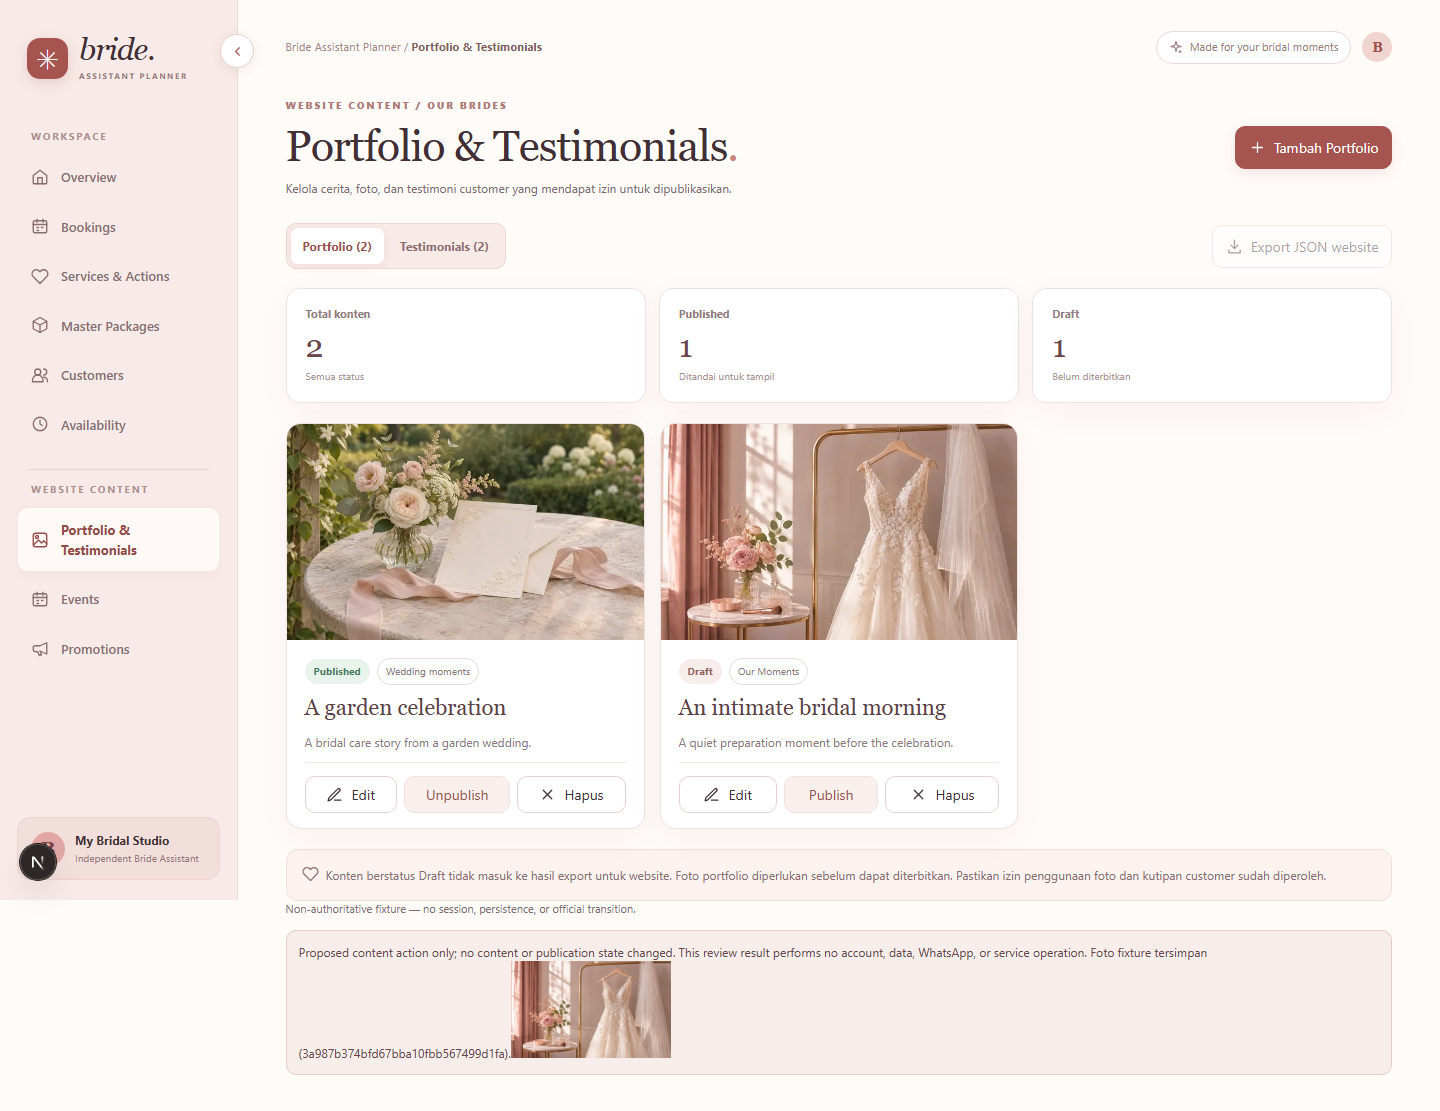 bride.
ASSISTANT PLANNER
WORKSPACE
Overview
Bookings
Services & Actions
Master Packages
Customers
Availability
WEBSITE CONTENT
Portfolio &
Testimonials
Events
Promotions
My Bridal Studio
Independent Bride Assistant
N
Bride Assistant Planner / Portfolio & Testimonials
Made for your bridal moments
B
WEBSITE CONTENT / OUR BRIDES
Portfolio & Testimonials.
Tambah Portfolio
Kelola cerita, foto, dan testimoni customer yang mendapat izin untuk dipublikasikan.
Portfolio (2)
Testimonials (2)
Export JSON website
Total konten
2
Semua status
Published
1
Ditandai untuk tampil
Draft
1
Belum diterbitkan
Published
Wedding moments
A garden celebration
A bridal care story from a garden wedding.
Edit
Unpublish
Hapus
Draft
Our Moments
An intimate bridal morning
A quiet preparation moment before the celebration.
Edit
Publish
Hapus
Konten berstatus Draft tidak masuk ke hasil export untuk website. Foto portfolio diperlukan sebelum dapat diterbitkan. Pastikan izin penggunaan foto dan kutipan customer sudah diperoleh.
Non-authoritative fixture — no session, persistence, or official transition.
Proposed content action only; no content or publication state changed. This review result performs no account, data, WhatsApp, or service operation. Foto fixture tersimpan
(3a987b374bfd67bba10fbb567499d1fa).